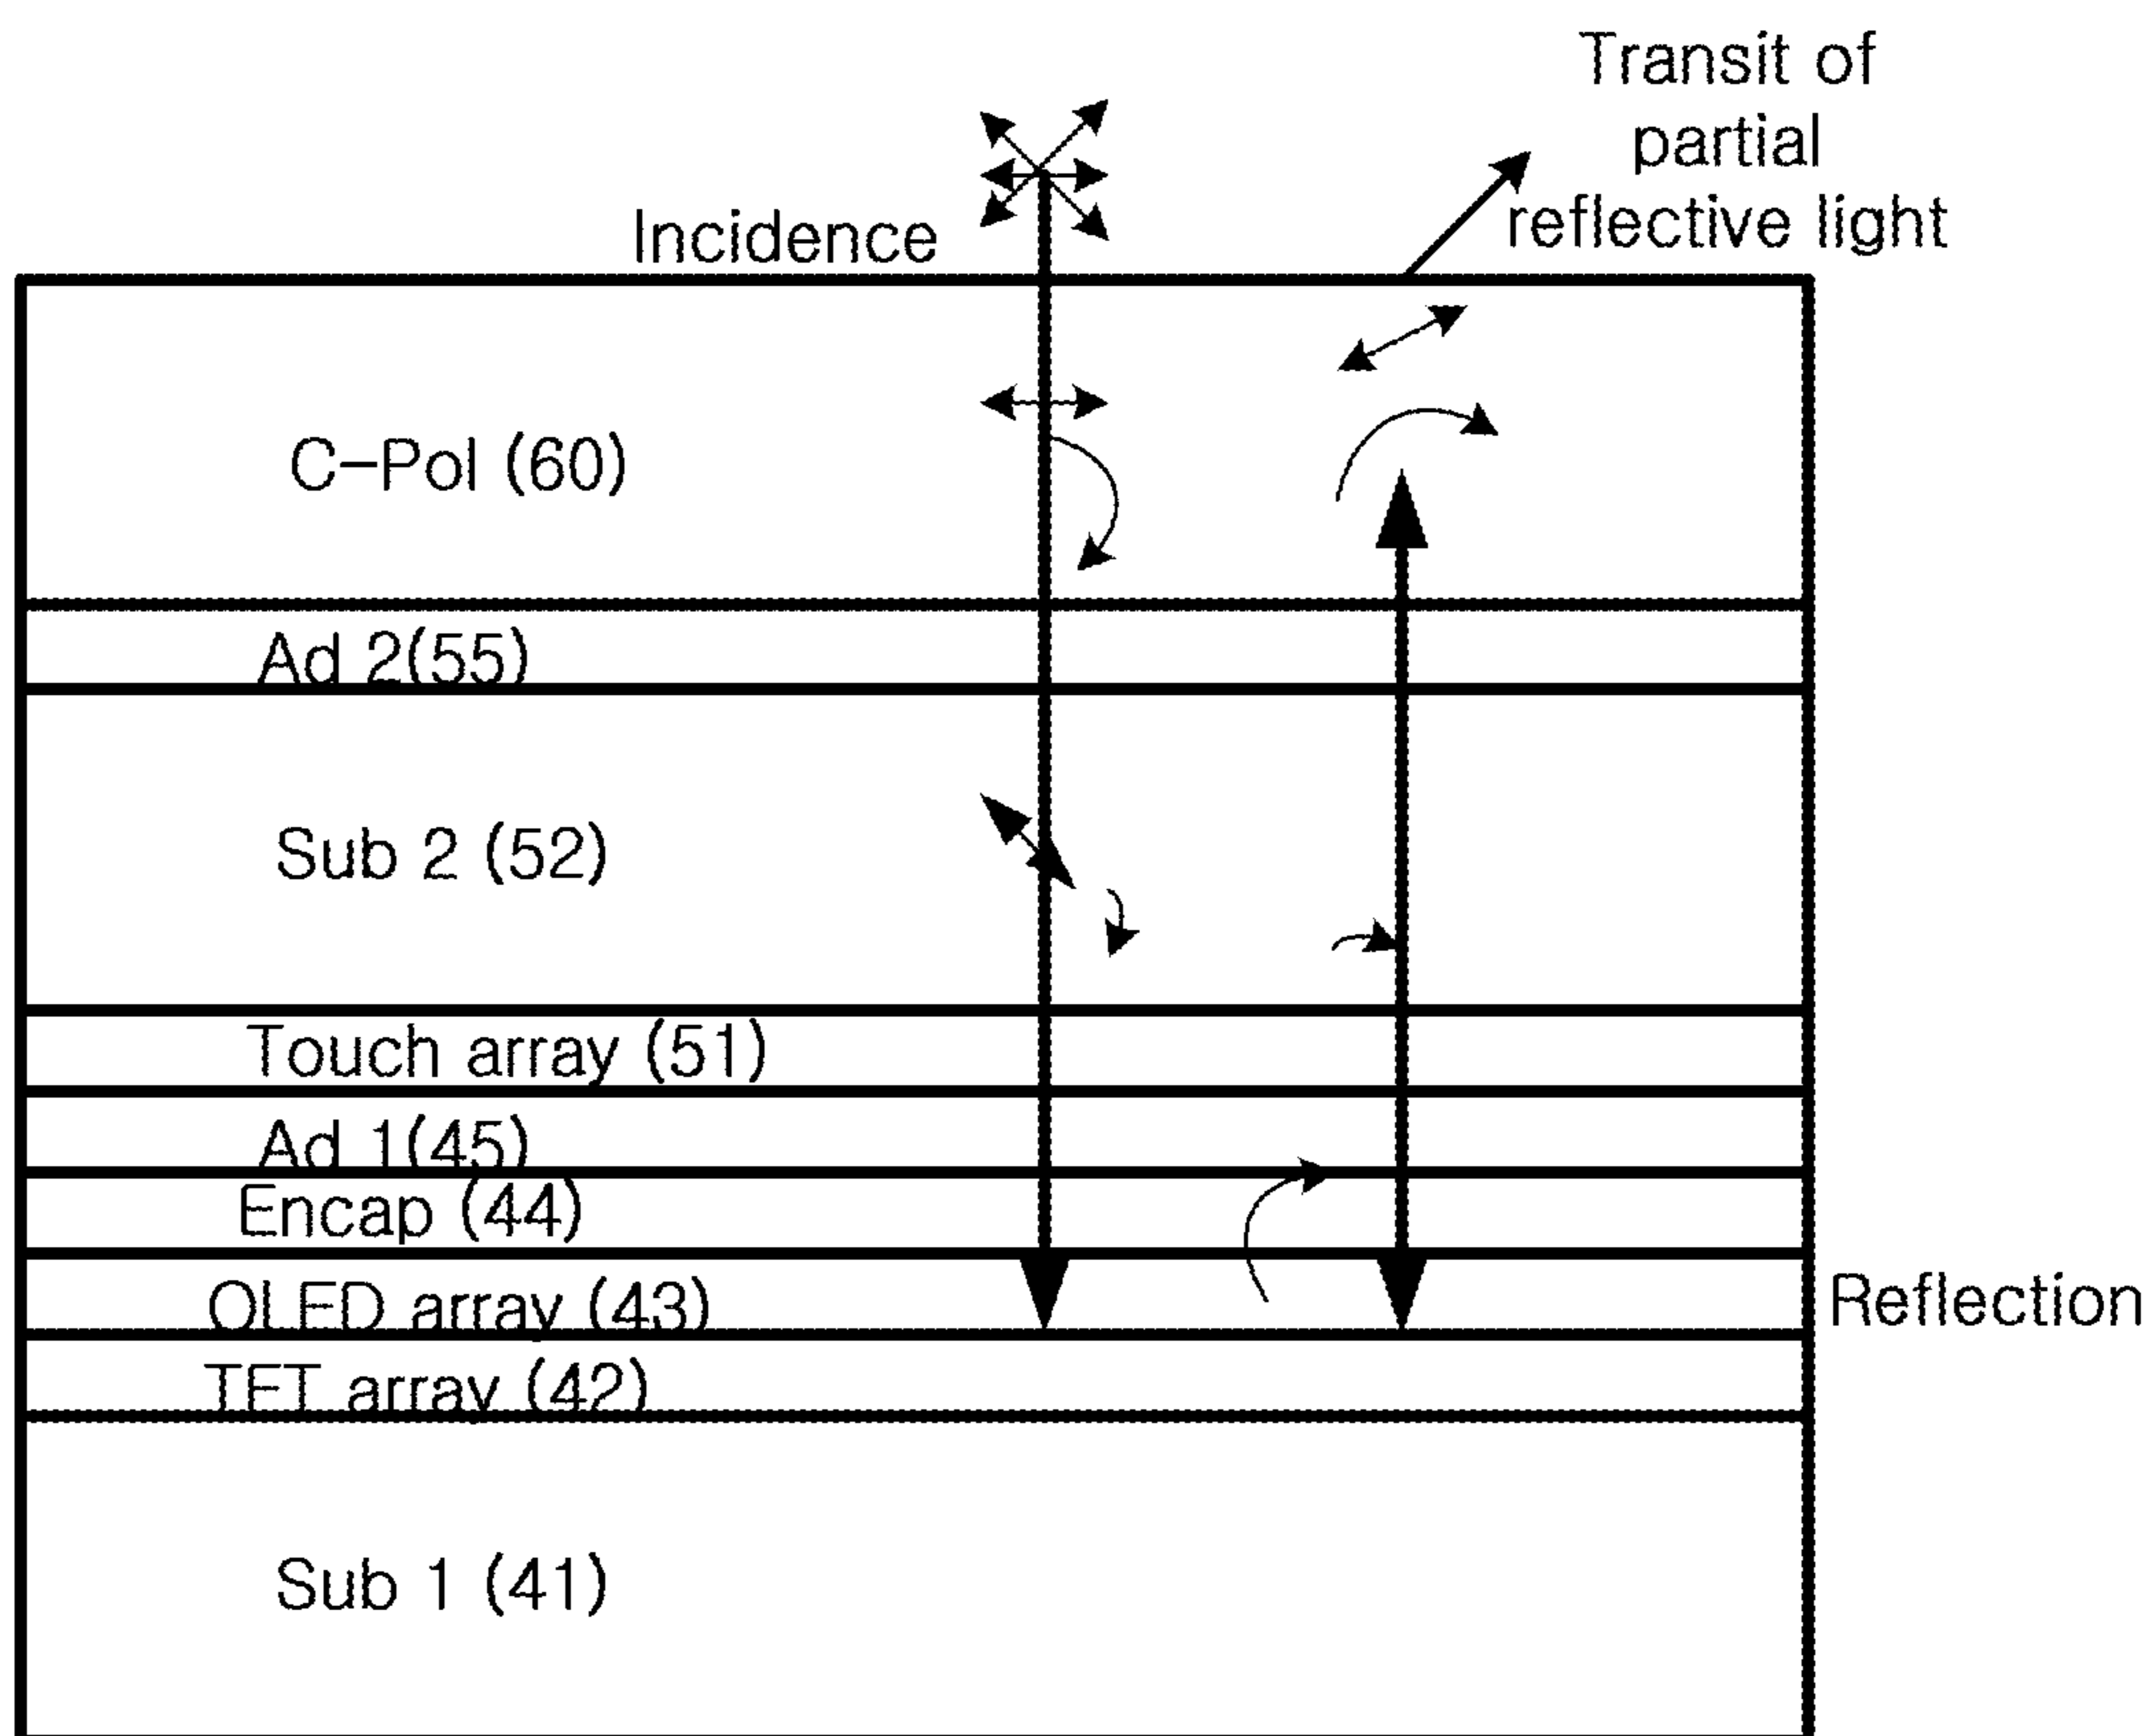 Transit of
partial
reflective light
Incidence
C-Pol (60)
Ad 2(55)
Sub 2 (52)
Touch array (51)
Ad 1(45)
Encap (44)
OLED array (43)
Reflection
TFT array (42)
Sub 1 (41)